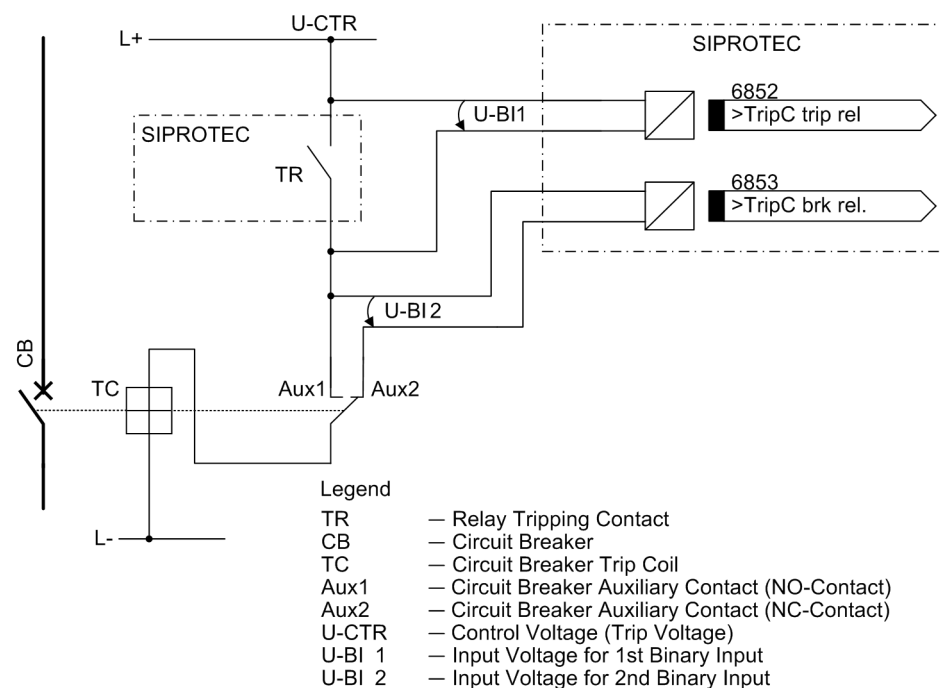 U-CTR
L+
SIPROTEC
6852
>TripC trip rel
U-BI1
SIPROTEC
TR
6853
>TripC brk rel.
U-BI 2
CB
TC
Aux1
Aux2
Legend
TR — Relay Tripping Contact
CB — Circuit Breaker
TC — Circuit Breaker Trip Coil
Aux1 — Circuit Breaker Auxiliary Contact (NO-Contact)
Aux2 — Circuit Breaker Auxiliary Contact (NC-Contact)
U-CTR — Control Voltage (Trip Voltage)
U-BI 1 — Input Voltage for 1st Binary Input
U-BI 2 — Input Voltage for 2nd Binary Input
L-